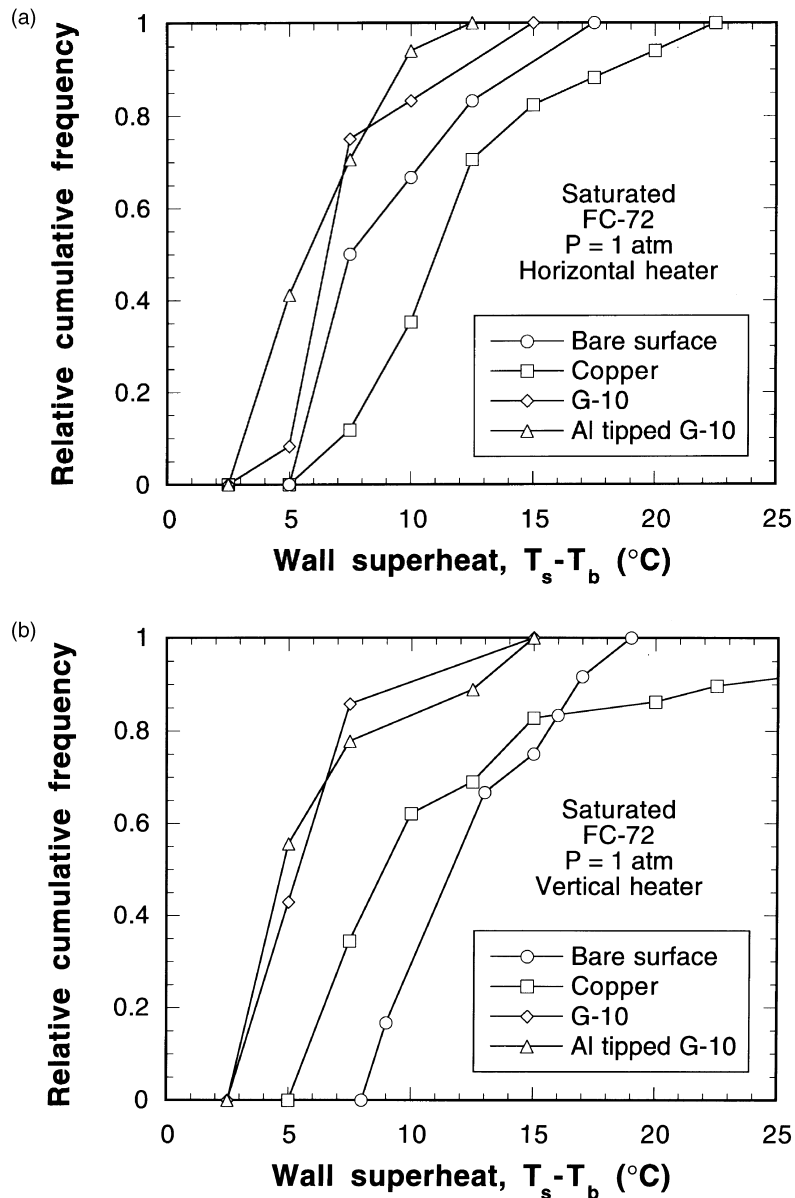 (a)
Relative cumulative frequency
1
0.8
0.6
0.4
0.2
0
Saturated
FC-72
P = 1 atm
Horizontal heater
Bare surface
Copper
G-10
Al tipped G-10
0 5 10 15 20 25
Wall superheat, Ts-Tb (°C)
(b)
Relative cumulative frequency
1
0.8
0.6
0.4
0.2
0
Saturated
FC-72
P = 1 atm
Vertical heater
Bare surface
Copper
G-10
Al tipped G-10
0 5 10 15 20 25
Wall superheat, Ts-Tb (°C)